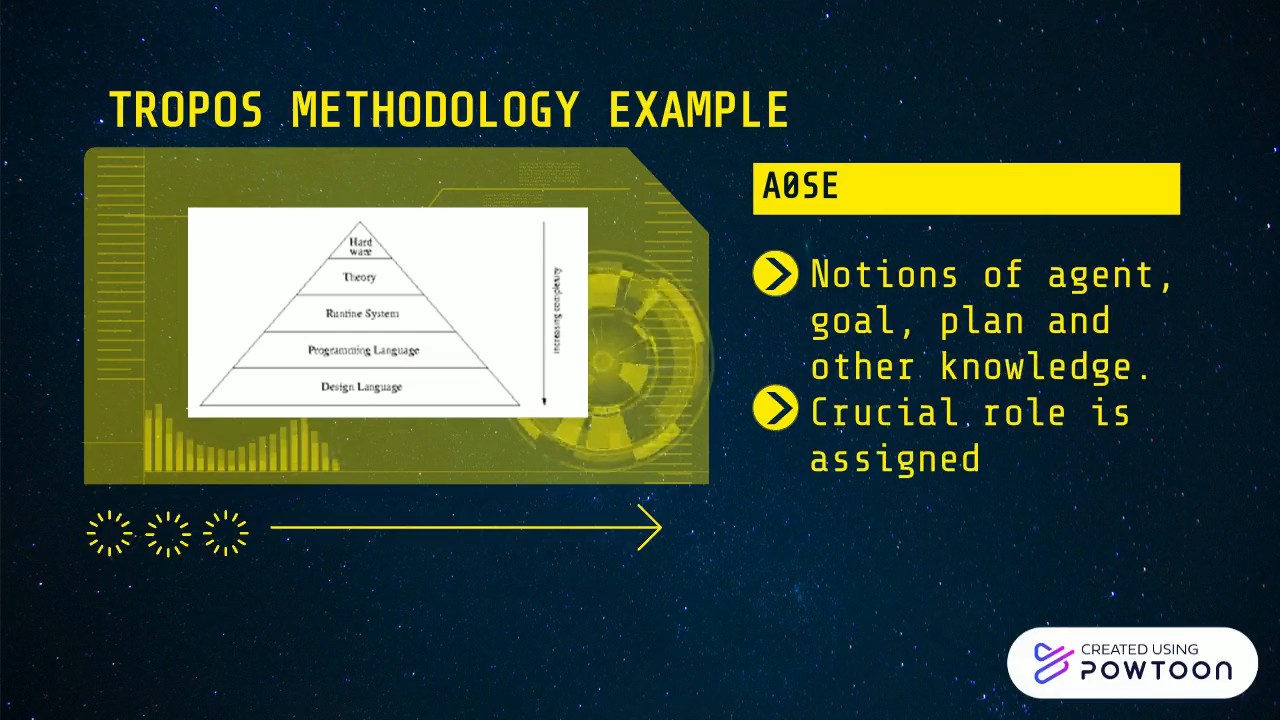 TROPOS METHODOLOGY EXAMPLE
Hard
ware
Theory
Runtime System
Programming Language
Design Language
increasing complexity
AOSE
Notions of agent,
goal, plan and
other knowledge.
Crucial role is
assigned
CREATED USING
POWTOON